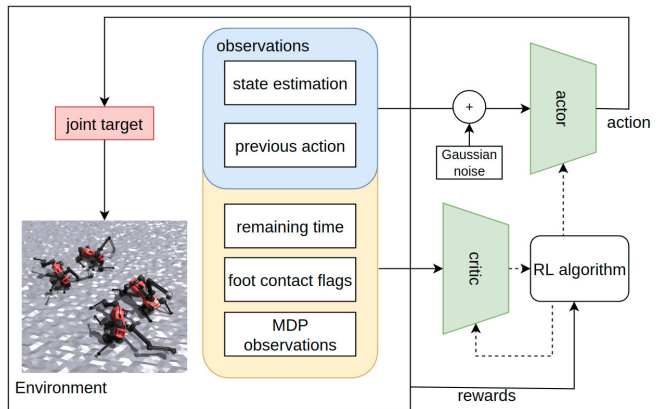 observations
state estimation
previous action
remaining time
foot contact flags
MDP
observations
joint target
Environment
+
Gaussian
noise
actor
action
critic
RL algorithm
rewards